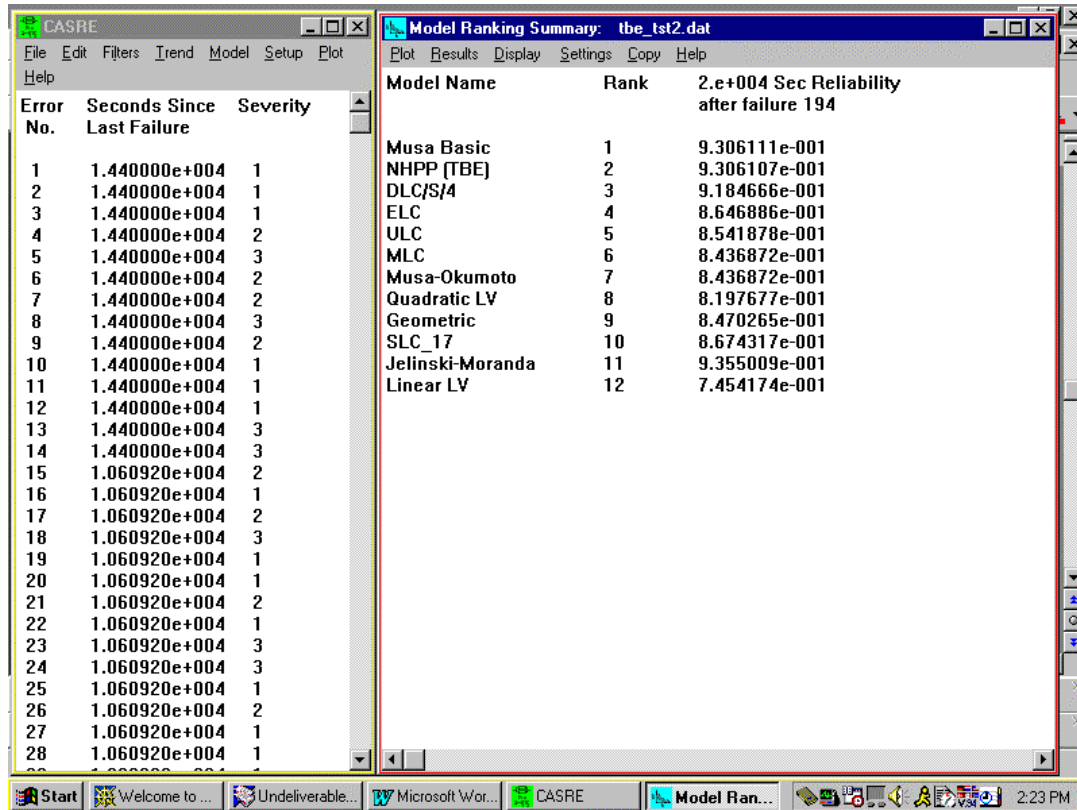 CASRE
File Edit Filters Trend Model Setup Plot
Help
Error Seconds Since Severity
No. Last Failure
1 1.440000e+004 1
2 1.440000e+004 1
3 1.440000e+004 1
4 1.440000e+004 2
5 1.440000e+004 3
6 1.440000e+004 2
7 1.440000e+004 2
8 1.440000e+004 3
9 1.440000e+004 2
10 1.440000e+004 1
11 1.440000e+004 1
12 1.440000e+004 1
13 1.440000e+004 3
14 1.440000e+004 3
15 1.060920e+004 2
16 1.060920e+004 1
17 1.060920e+004 2
18 1.060920e+004 3
19 1.060920e+004 1
20 1.060920e+004 1
21 1.060920e+004 2
22 1.060920e+004 1
23 1.060920e+004 3
24 1.060920e+004 3
25 1.060920e+004 1
26 1.060920e+004 2
27 1.060920e+004 1
28 1.060920e+004 1
Model Ranking Summary: tbe_tst2.dat
Plot Results Display Settings Copy Help
Model Name Rank 2.e+004 Sec Reliability
after failure 194
Musa Basic 1 9.306111e-001
NHPP (TBE) 2 9.306107e-001
DLC/S/4 3 9.184666e-001
ELC 4 8.646886e-001
ULC 5 8.541878e-001
MLC 6 8.436872e-001
Musa-Okumoto 7 8.436872e-001
Quadratic LV 8 8.197677e-001
Geometric 9 8.470265e-001
SLC_17 10 8.674317e-001
Jelinski-Moranda 11 9.355009e-001
Linear LV 12 7.454174e-001
Start Welcome to ... Undeliverable... Microsoft Wor... CASRE Model Ran... 2:23 PM